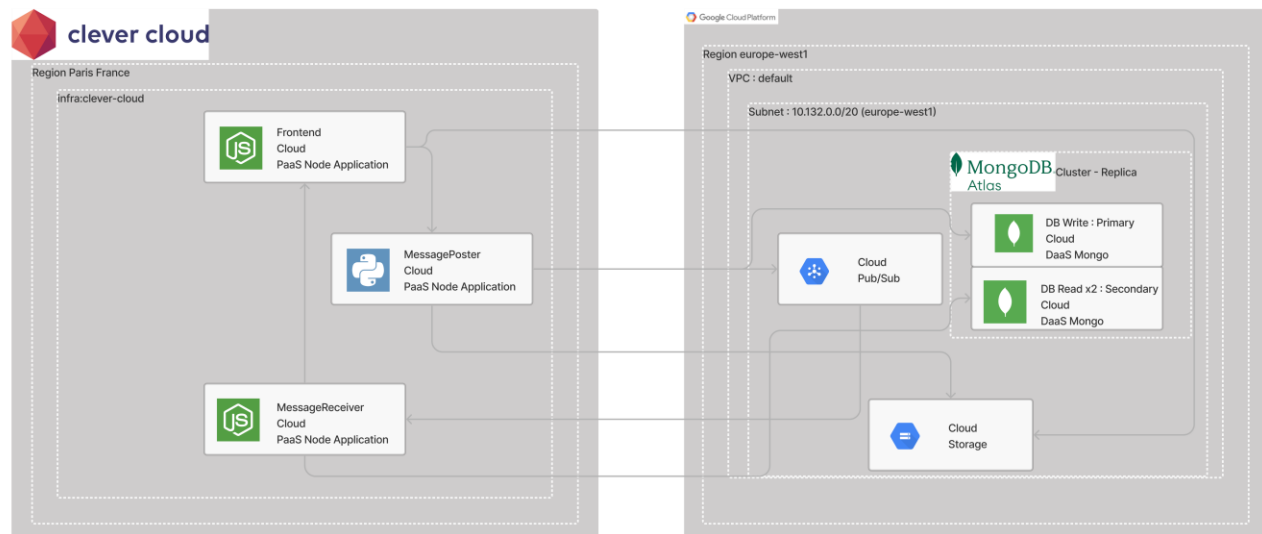 clever cloud
Region Paris France
infra:clever-cloud
Frontend
Cloud
PaaS Node Application
MessagePoster
Cloud
PaaS Node Application
MessageReceiver
Cloud
PaaS Node Application
Google Cloud Platform
Region europe-west1
VPC : default
Subnet : 10.132.0.0/20 (europe-west1)
MongoDB Atlas
Cluster - Replica
DB Write : Primary
Cloud
DaaS Mongo
DB Read x2 : Secondary
Cloud
DaaS Mongo
Cloud
Pub/Sub
Cloud
Storage